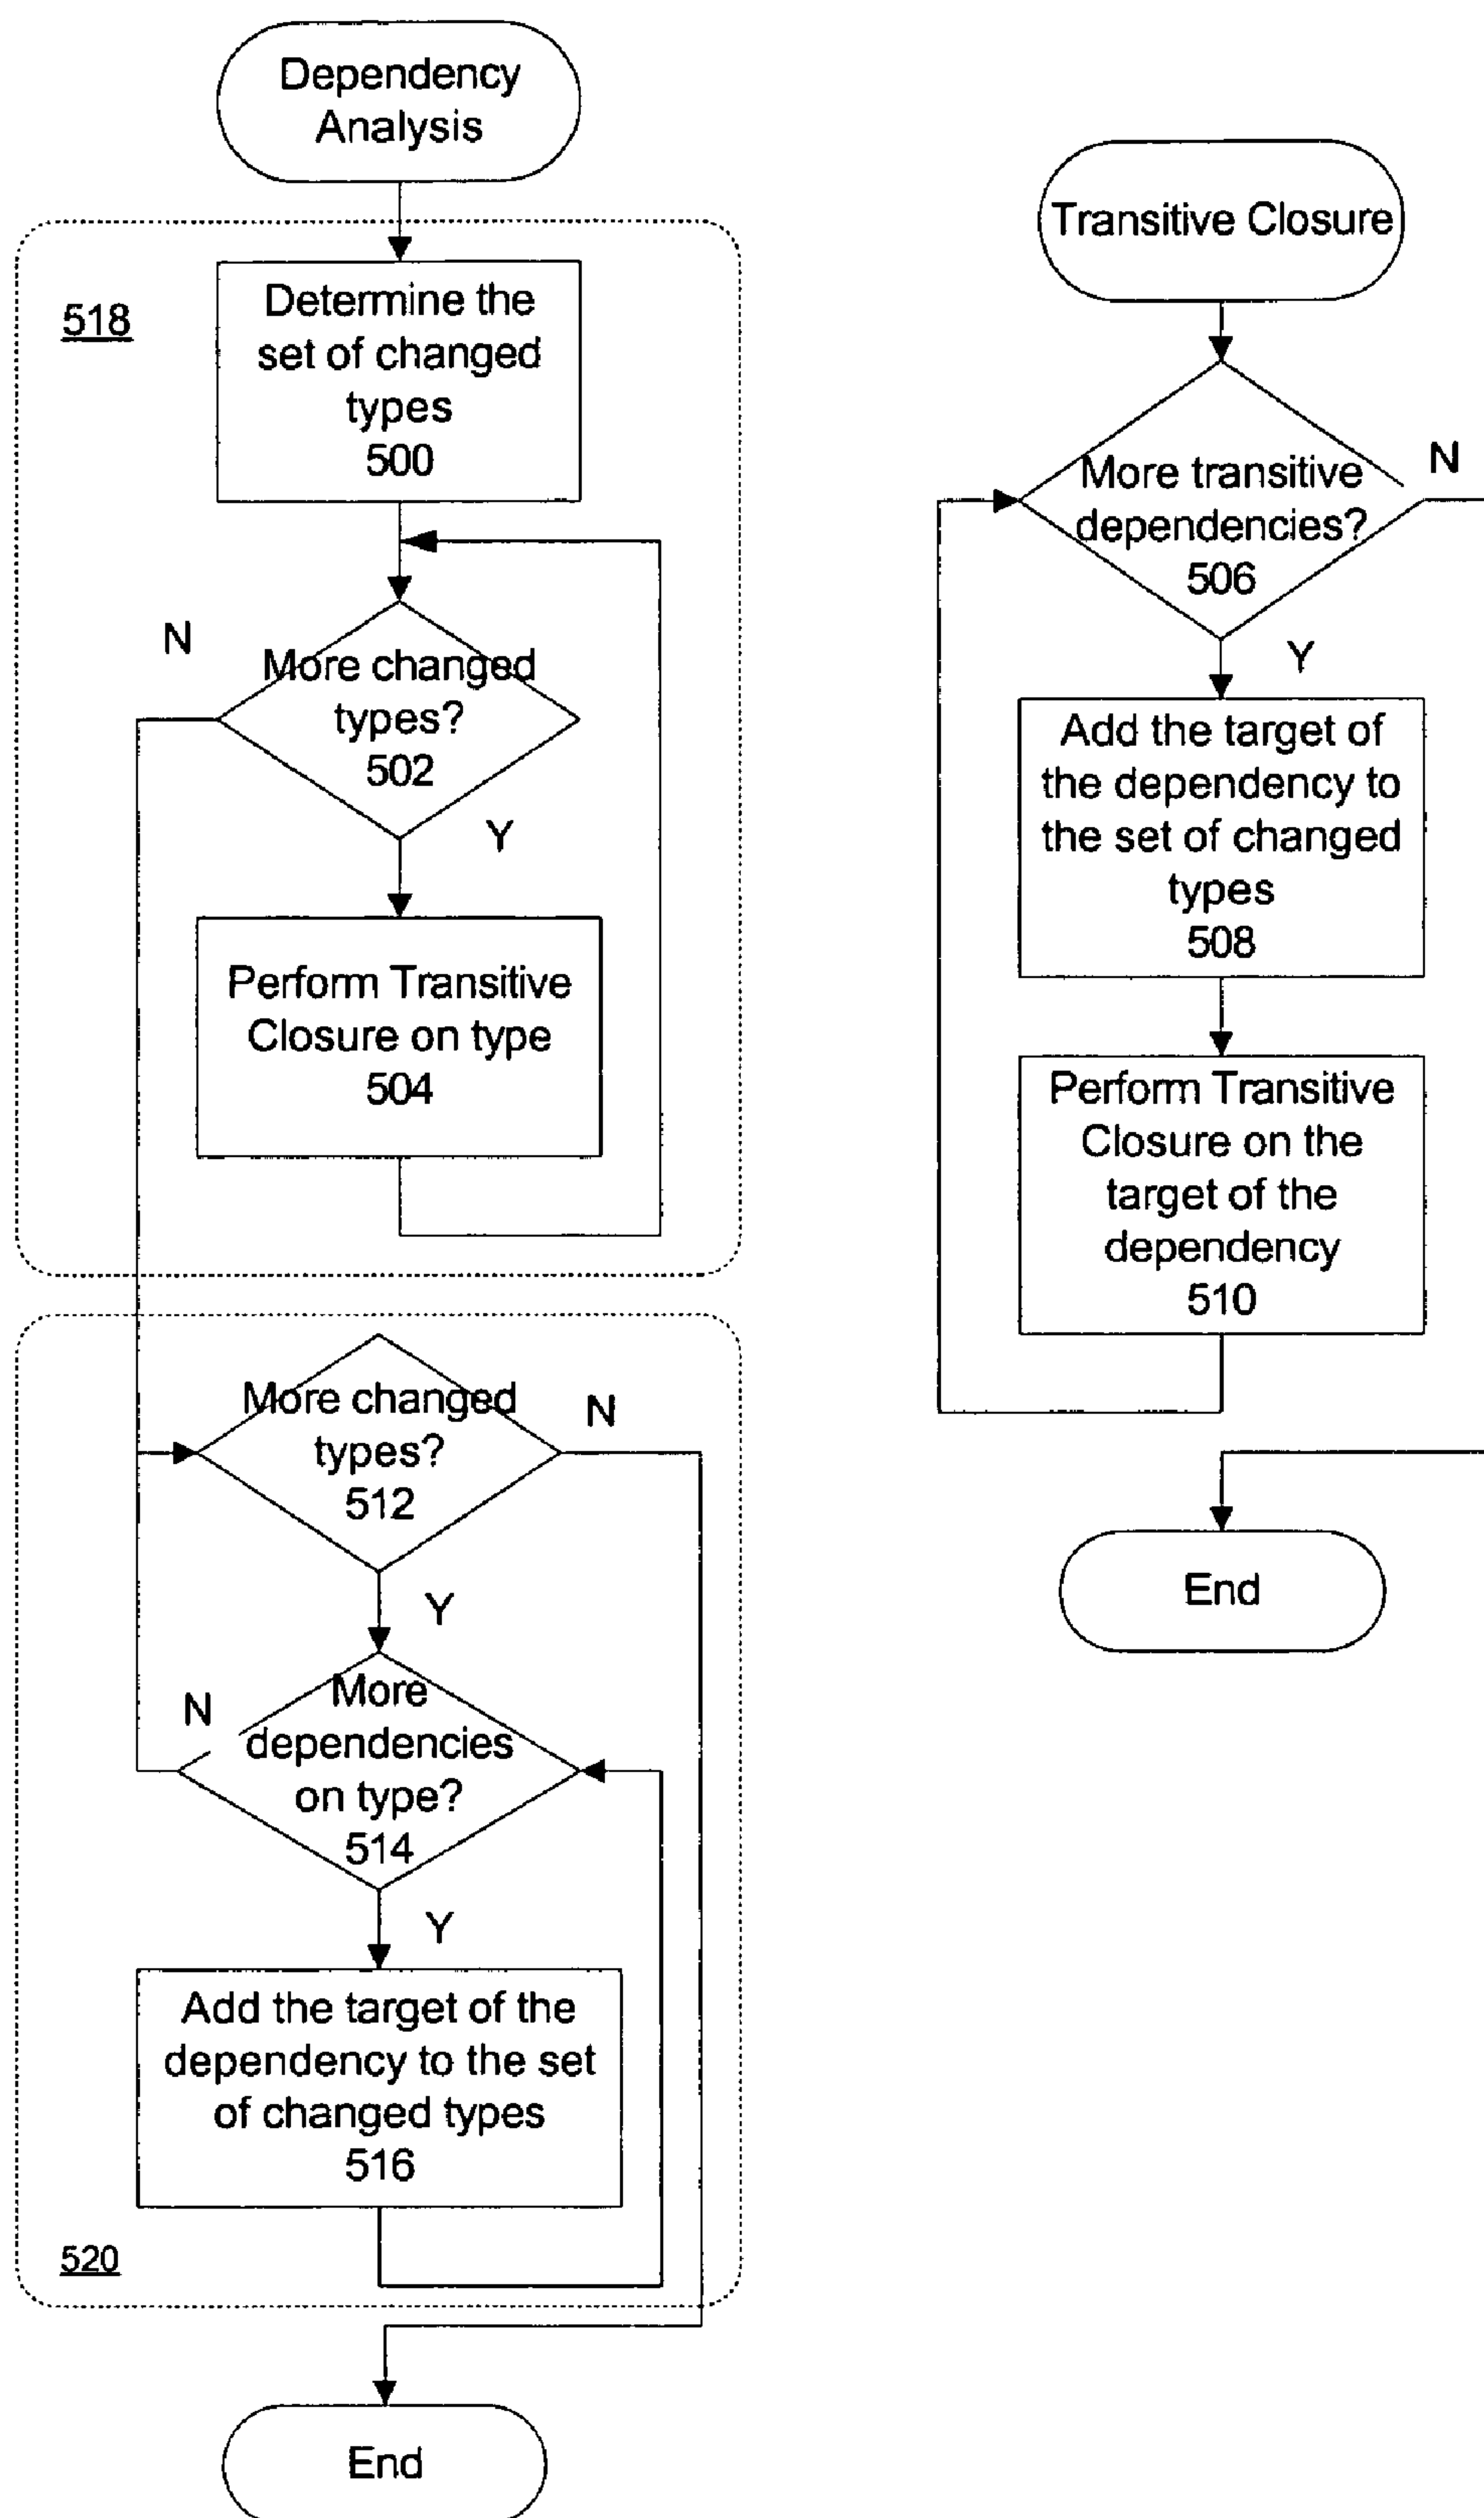 Dependency
Analysis
518
Determine the
set of changed
types
500
N
More changed
types?
502
Y
Perform Transitive
Closure on type
504
More changed
types?
512
N
Y
N
More
dependencies
on type?
514
Y
Add the target of the
dependency to the set
of changed types
516
520
End
Transitive Closure
More transitive
dependencies?
506
N
Y
Add the target of
the dependency to
the set of changed
types
508
Perform Transitive
Closure on the
target of the
dependency
510
End